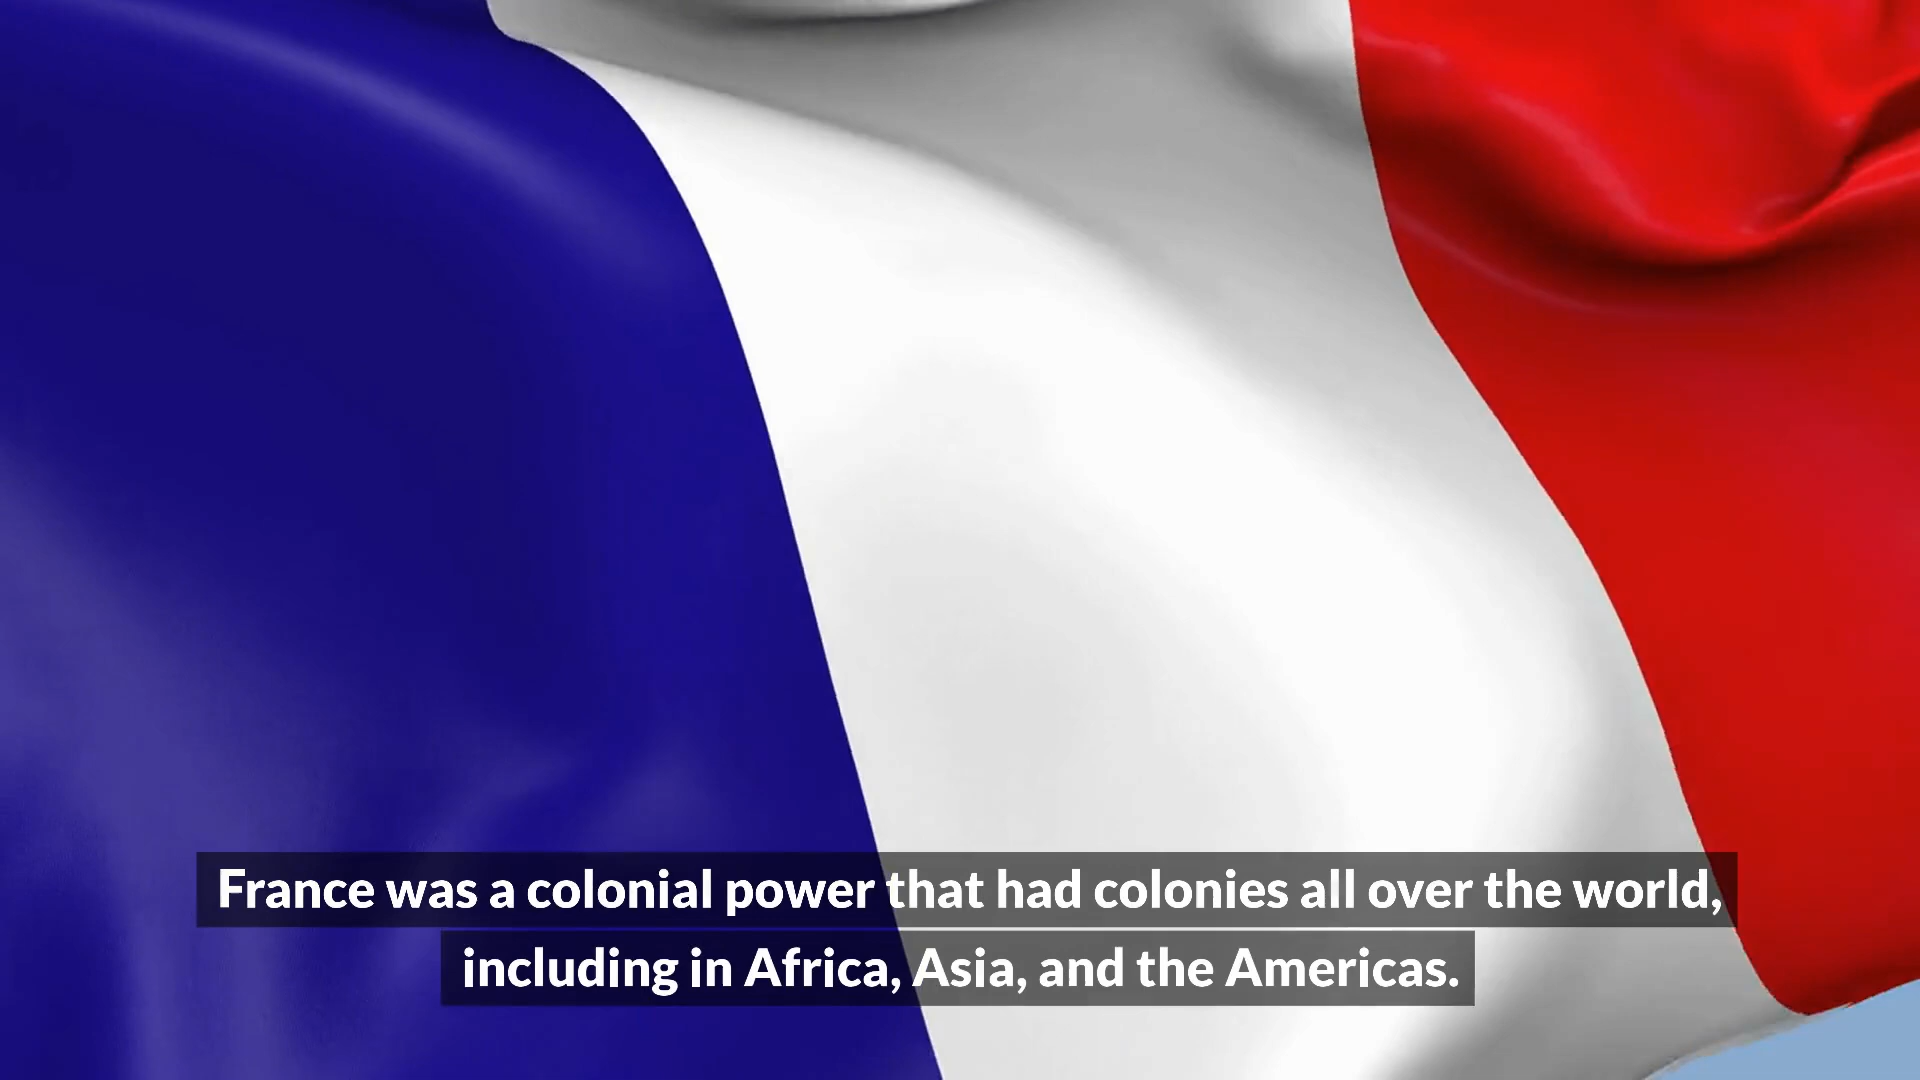 France was a colonial power that had colonies all over the world,
including in Africa, Asia, and the Americas.